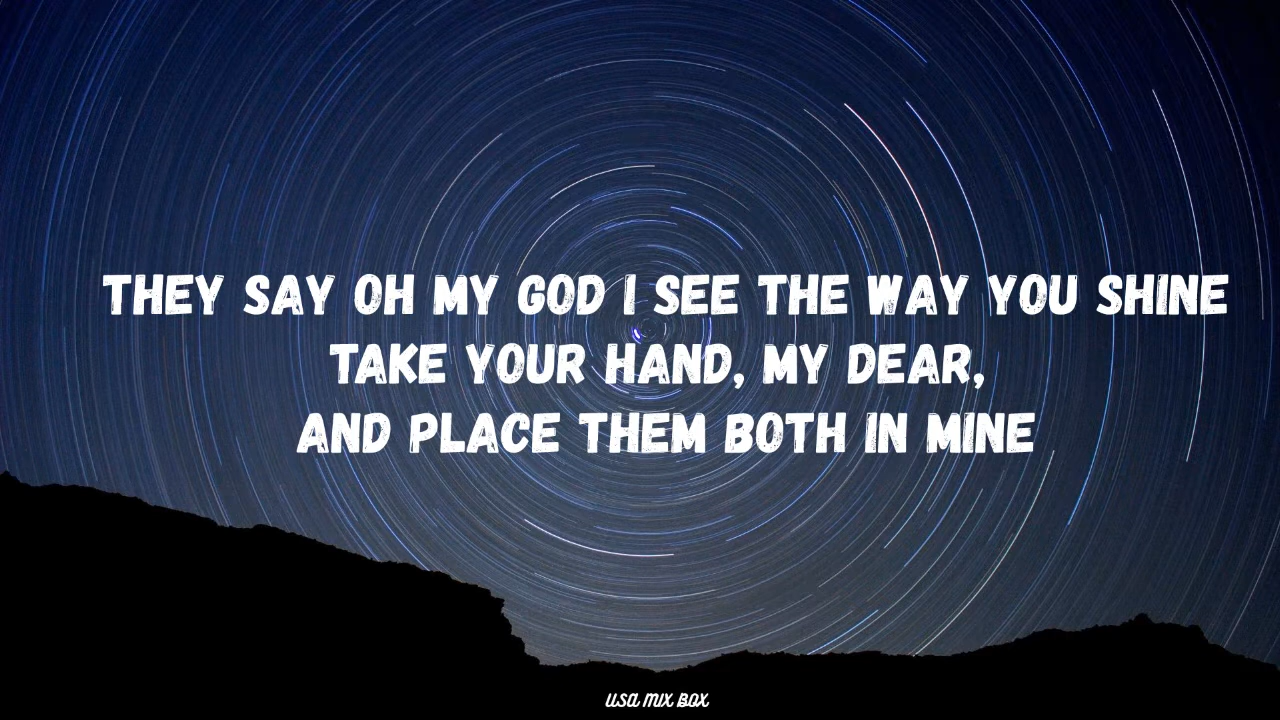 THEY SAY OH MY GOD I SEE THE WAY YOU SHINE
TAKE YOUR HAND, MY DEAR,
AND PLACE THEM BOTH IN MINE
USA MIX BOX